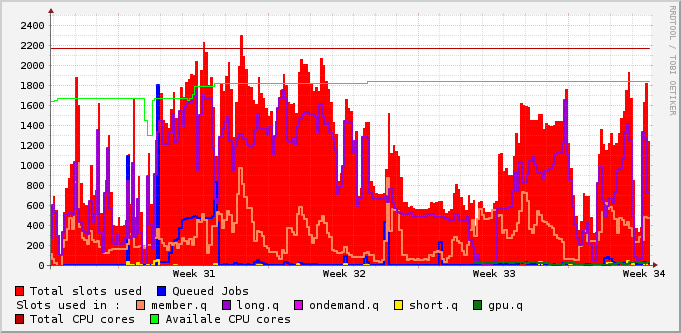 2400
2200
2000
1800
1600
1400
1200
1000
800
600
400
200
0
Week 31 Week 32 Week 33 Week 34
Total slots used Queued Jobs
Slots used in : member.q long.q ondemand.q short.q gpu.q
Total CPU cores Availale CPU cores
RRDTOOL / TOBI OETIKER